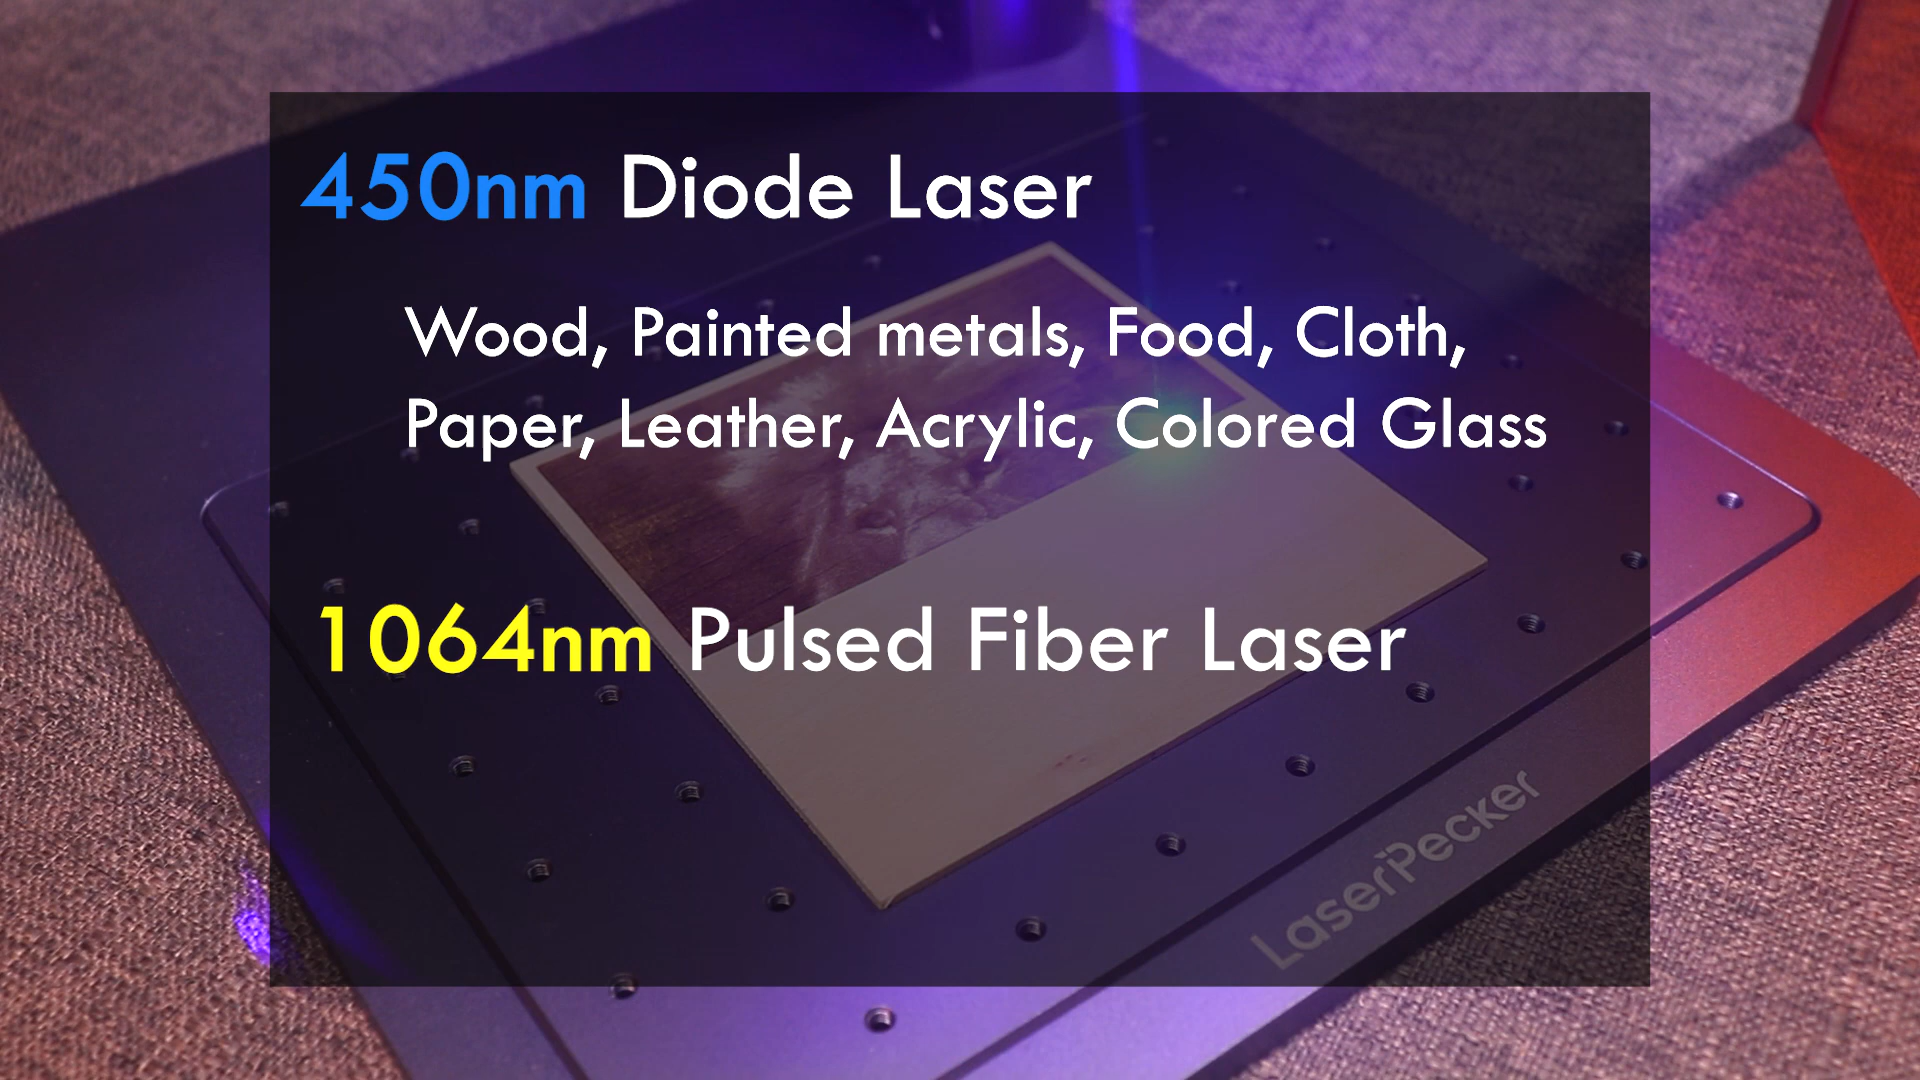 450nm Diode Laser
Wood, Painted metals, Food, Cloth,
Paper, Leather, Acrylic, Colored Glass
1064nm Pulsed Fiber Laser
LaserPecker